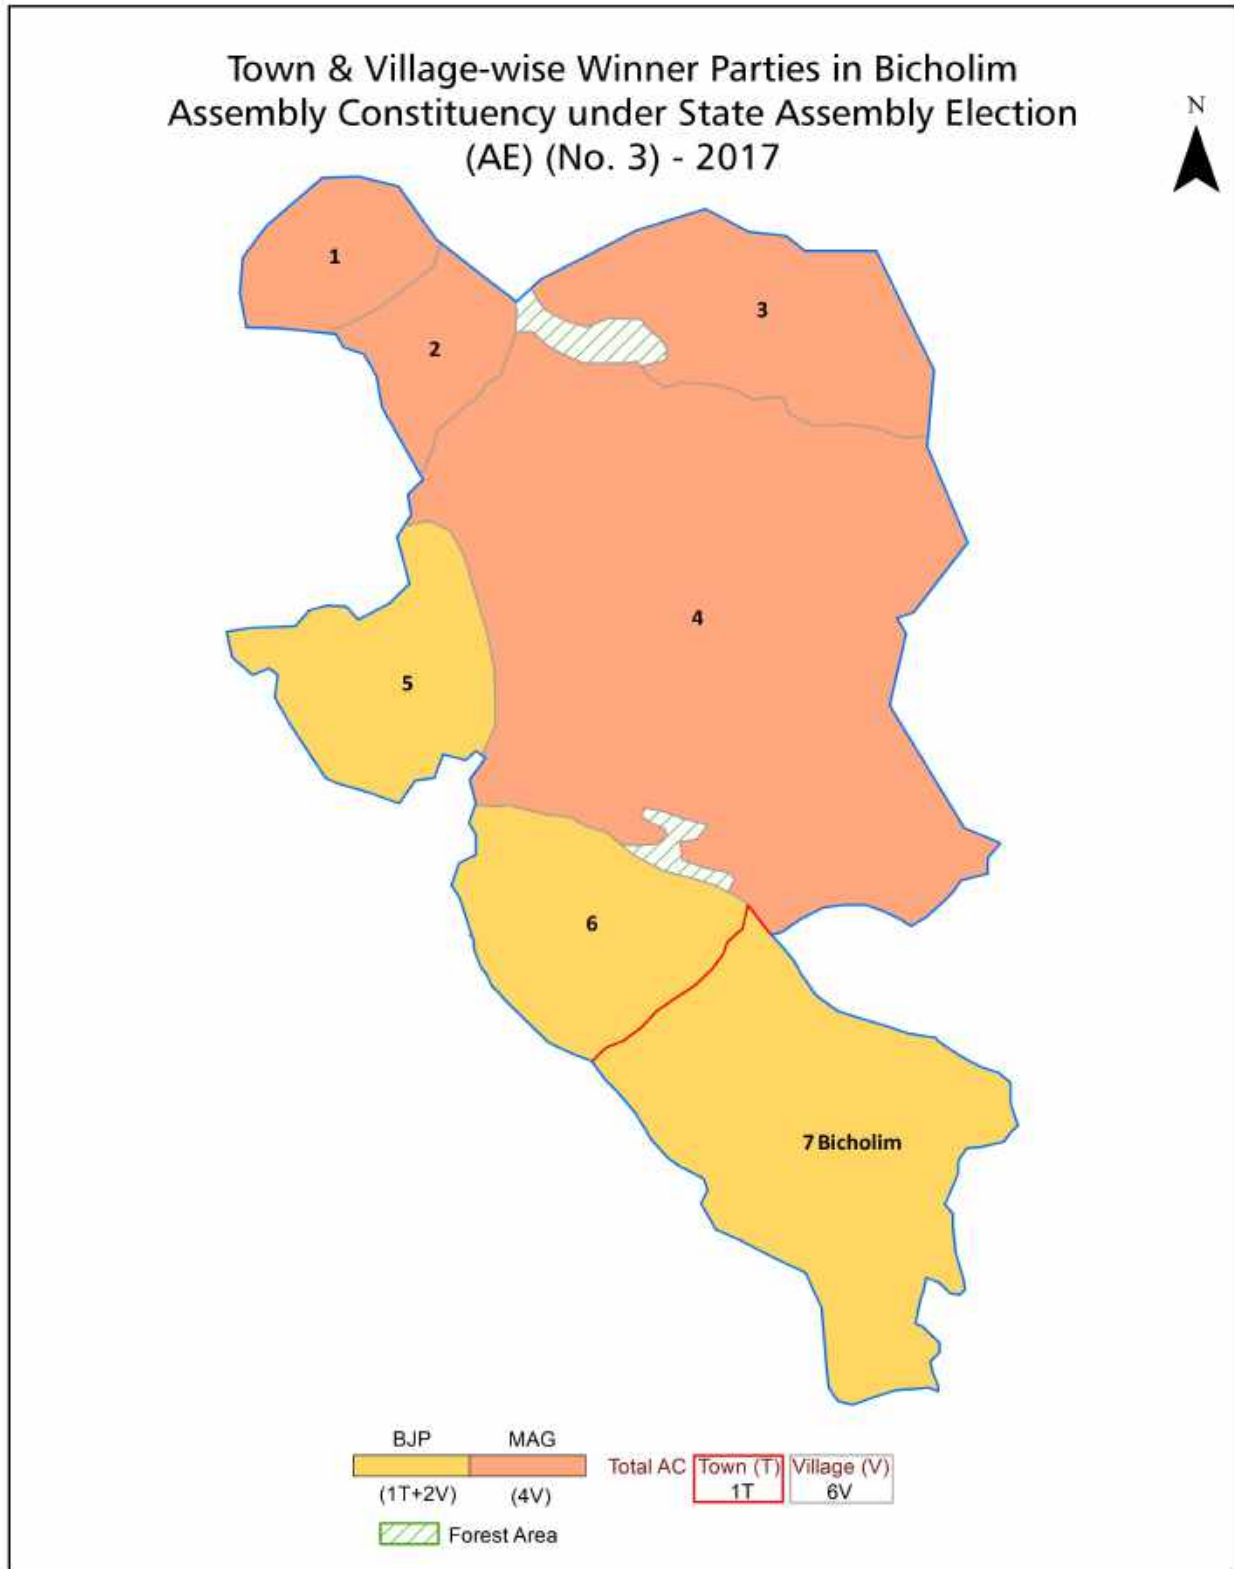 Town & Village-wise Winner Parties in Bicholim
Assembly Constituency under State Assembly Election
(AE) (No. 3) - 2017
N
1
2
3
4
5
6
7 Bicholim
BJP MAG
Total AC Town (T) Village (V)
(1T+2V) (4V) 1T 6V
Forest Area